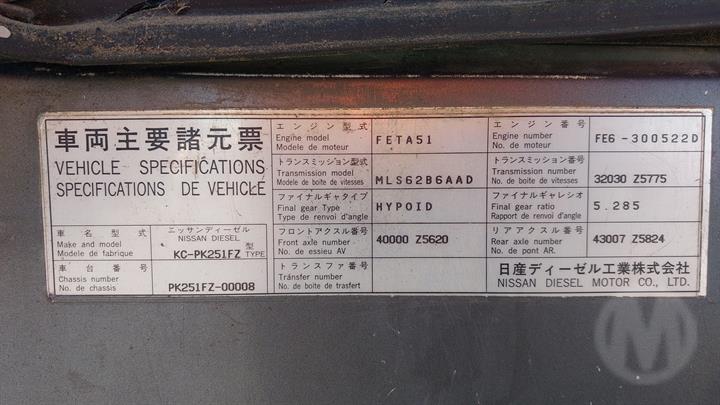 車両主要諸元票
VEHICLE SPECIFICATIONS
SPECIFICATIONS DE VEHICLE
車名型式
Make and model
Modele de fabrique
ニッサンディーゼル
NISSAN DIESEL
KC-PK251FZ 型 TYPE
車台番号
Chassis number
No. de chassis
PK251FZ-00008
エンジン型式
Engine model
Modele de moteur
FETA51
エンジン番号
Engine number
No. de moteur
FE6-300522D
トランスミッション型式
Transmission model
Modele de boite de vitesses
MLS62B6AAD
トランスミッション番号
Transmission number
No. de boite de vitesses
32030 Z5775
ファイナルギヤタイプ
Final gear Type
Type de renvoi d'angle
HYPOID
ファイナルギャレシオ
Final gear ratio
Rapport de renvoi d'angle
5.285
フロントアクスル番号
Front axle number
No. de essieu AV
40000 Z5620
リアアクスル番号
Rear axle number
No. de pont AR.
43007 Z5824
トランスファ番号
Tránsfer number
No. de boite de trasfert
日産ディーゼル工業株式会社
NISSAN DIESEL MOTOR CO., LTD.
M